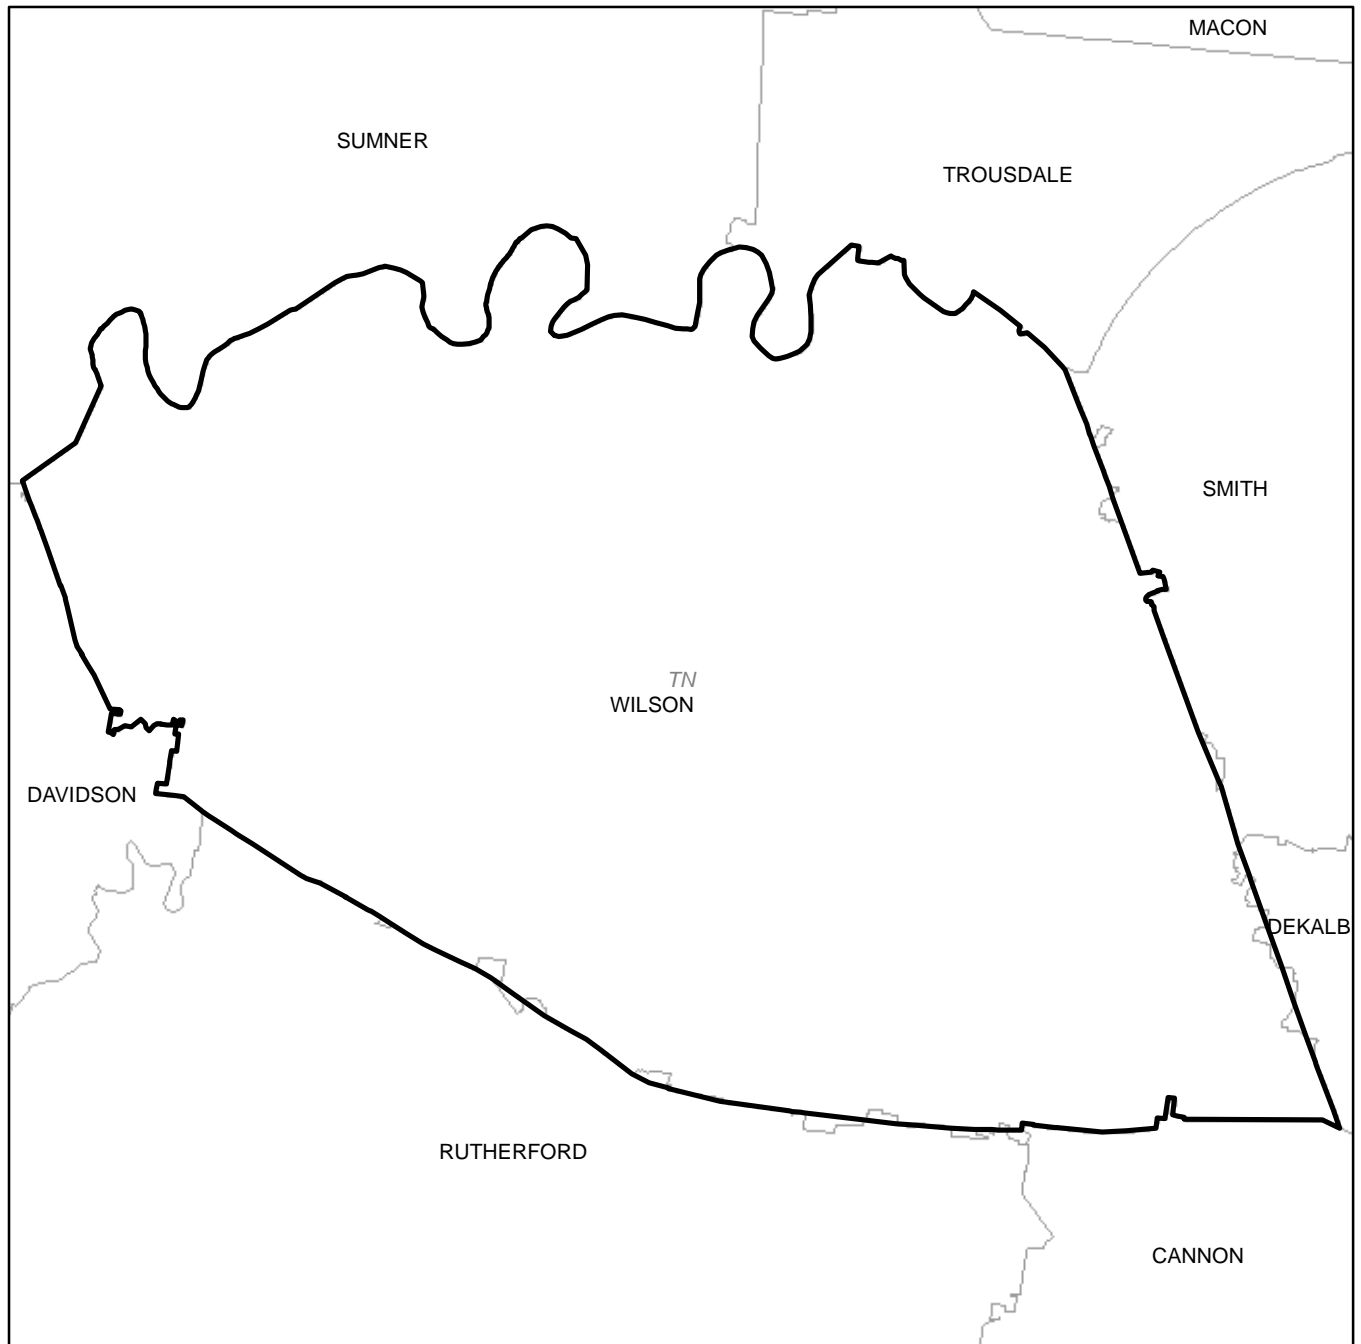 MACON
SUMNER
TROUSDALE
SMITH
TN
WILSON
DAVIDSON
DEKALB
RUTHERFORD
CANNON